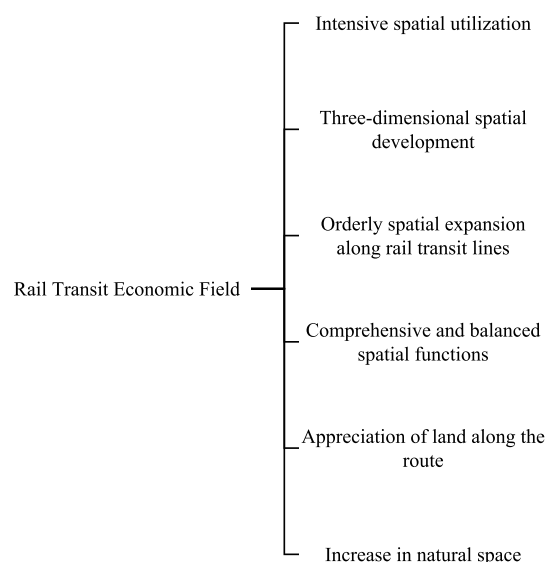 Intensive spatial utilization
Three-dimensional spatial
development
Orderly spatial expansion
along rail transit lines
Rail Transit Economic Field
Comprehensive and balanced
spatial functions
Appreciation of land along the
route
Increase in natural space